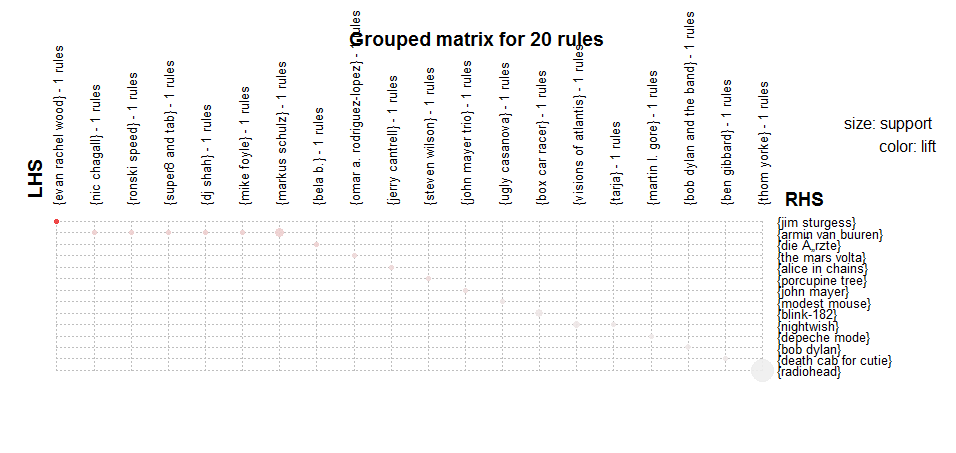 Grouped matrix for 20 rules
size: support
color: lift
LHS
{evan rachel wood} - 1 rules
{nic chagall} - 1 rules
{ronski speed} - 1 rules
{super8 and tab} - 1 rules
{dj shah} - 1 rules
{mike foyle} - 1 rules
{markus schulz} - 1 rules
{bela b.} - 1 rules
{omar a. rodriguez-lopez} - 1 rules
{jerry cantrell} - 1 rules
{steven wilson} - 1 rules
{john mayer trio} - 1 rules
{ugly casanova} - 1 rules
{box car racer} - 1 rules
{visions of atlantis} - 1 rules
{tarja} - 1 rules
{martin l. gore} - 1 rules
{bob dylan and the band} - 1 rules
{ben gibbard} - 1 rules
{thom yorke} - 1 rules
RHS
{jim sturgess}
{armin van buuren}
{die Ã„rzte}
{the mars volta}
{alice in chains}
{porcupine tree}
{john mayer}
{modest mouse}
{blink-182}
{nightwish}
{depeche mode}
{bob dylan}
{death cab for cutie}
{radiohead}